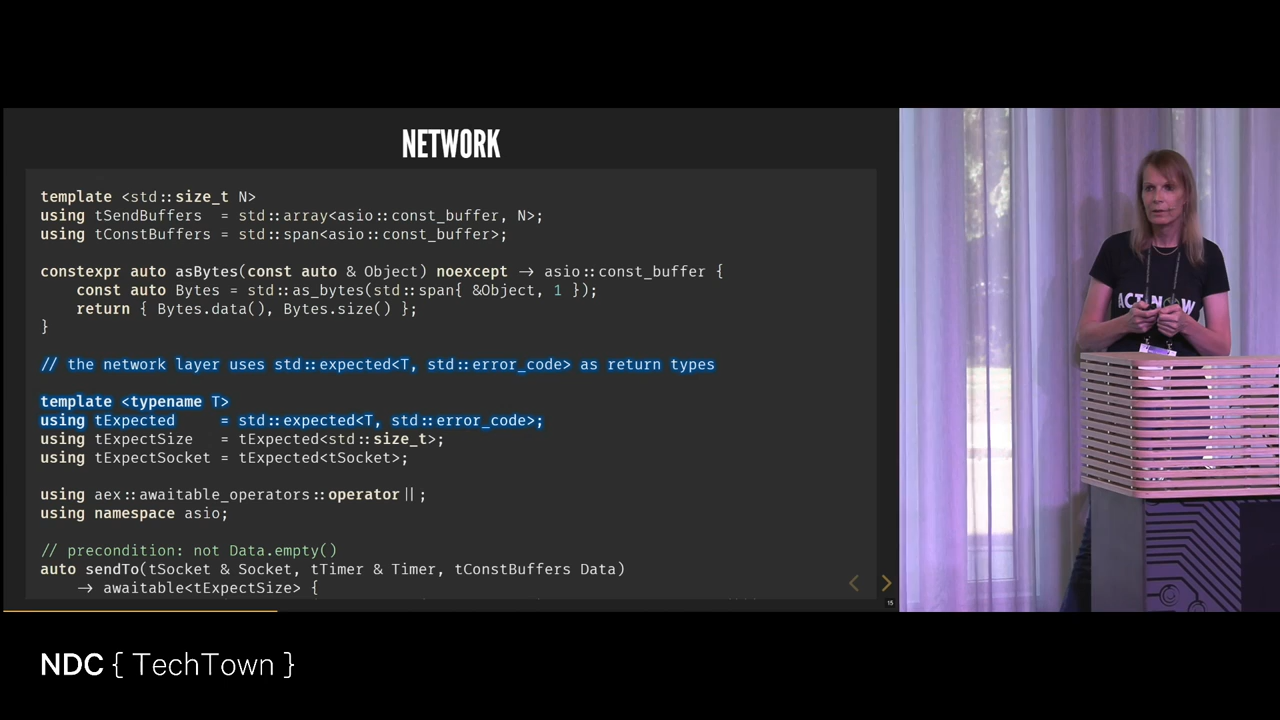 NETWORK
template <std::size_t N>
using tSendBuffers  = std::array<asio::const_buffer, N>;
using tConstBuffers = std::span<asio::const_buffer>;
constexpr auto asBytes(const auto & Object) noexcept → asio::const_buffer {
    const auto Bytes = std::as_bytes(std::span{ &Object, 1 });
    return { Bytes.data(), Bytes.size() };
}
// the network layer uses std::expected<T, std::error_code> as return types
template <typename T>
using tExpected     = std::expected<T, std::error_code>;
using tExpectSize   = tExpected<std::size_t>;
using tExpectSocket = tExpected<tSocket>;
using aex::awaitable_operators::operator||;
using namespace asio;
// precondition: not Data.empty()
auto sendTo(tSocket & Socket, tTimer & Timer, tConstBuffers Data)
    → awaitable<tExpectSize> {
15
ACT NOW
NDC { TechTown }